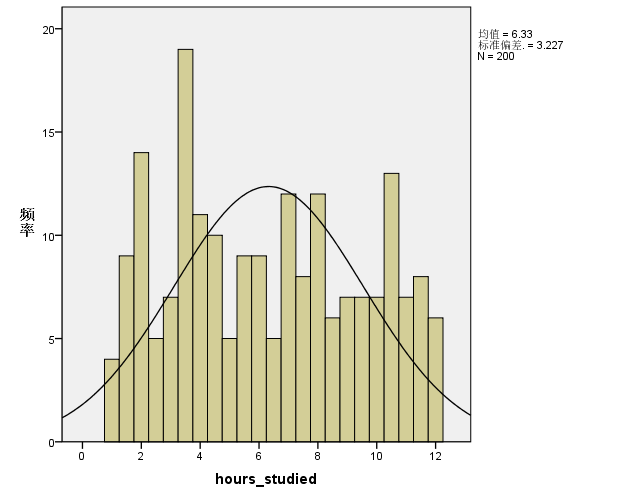 均值 = 6.33
标准偏差. = 3.227
N = 200
频率
20
15
10
5
0
0 2 4 6 8 10 12
hours_studied